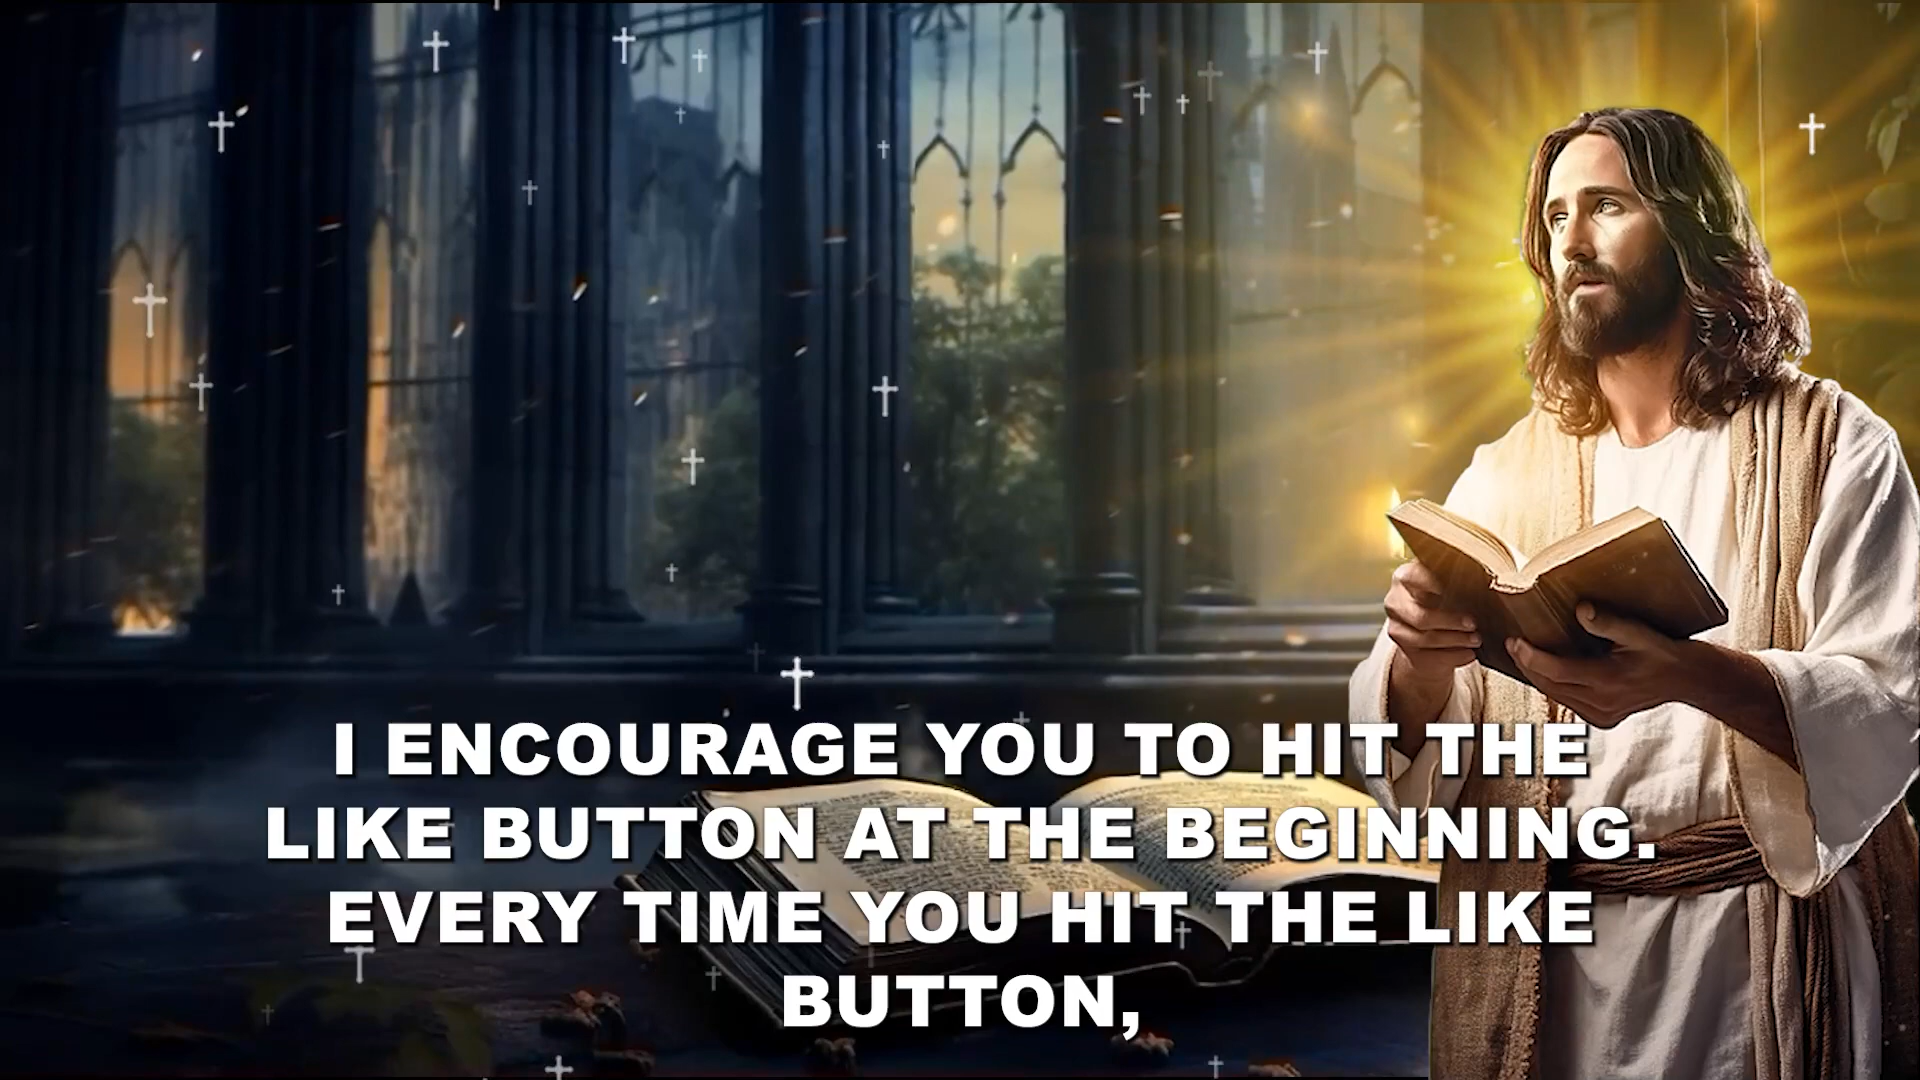 I ENCOURAGE YOU TO HIT THE
LIKE BUTTON AT THE BEGINNING.
EVERY TIME YOU HIT THE LIKE
BUTTON,